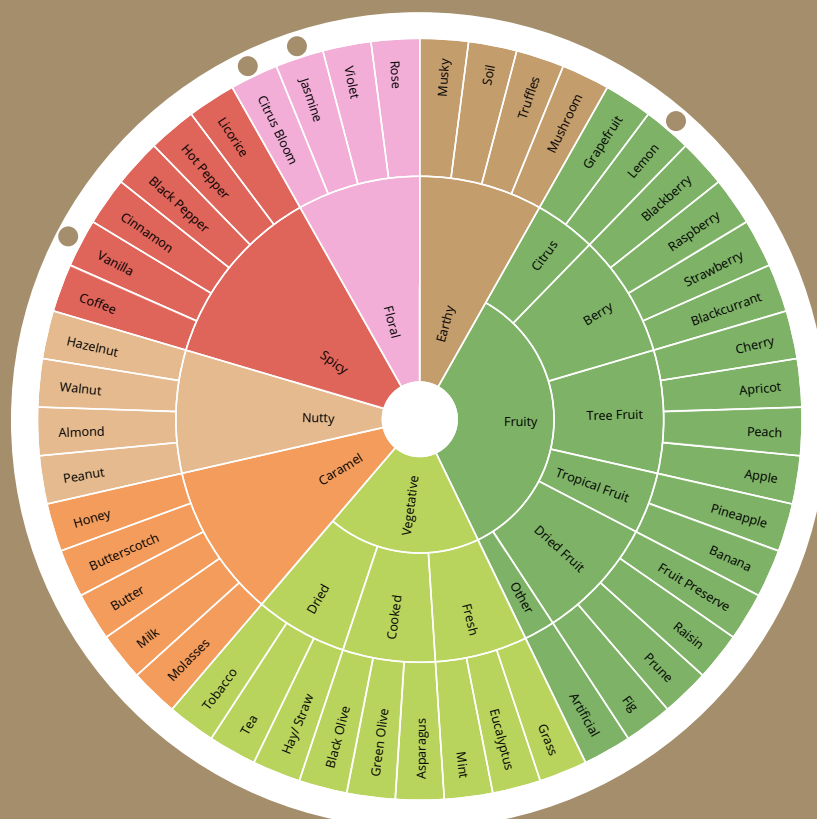 Musky
Soil
Truffles
Mushroom
Grapefruit
Lemon
Blackberry
Raspberry
Strawberry
Blackcurrant
Cherry
Apricot
Peach
Apple
Pineapple
Banana
Fruit Preserve
Raisin
Prune
Fig
Artificial
Grass
Eucalyptus
Mint
Asparagus
Green Olive
Black Olive
Hay/ Straw
Tea
Tobacco
Molasses
Milk
Butter
Butterscotch
Honey
Peanut
Almond
Walnut
Hazelnut
Coffee
Vanilla
Cinnamon
Black Pepper
Hot Pepper
Licorice
Citrus Bloom
Jasmine
Violet
Rose
Citrus
Berry
Tree Fruit
Tropical Fruit
Dried Fruit
Other
Fresh
Cooked
Dried
Earthy
Fruity
Vegetative
Caramel
Nutty
Spicy
Floral